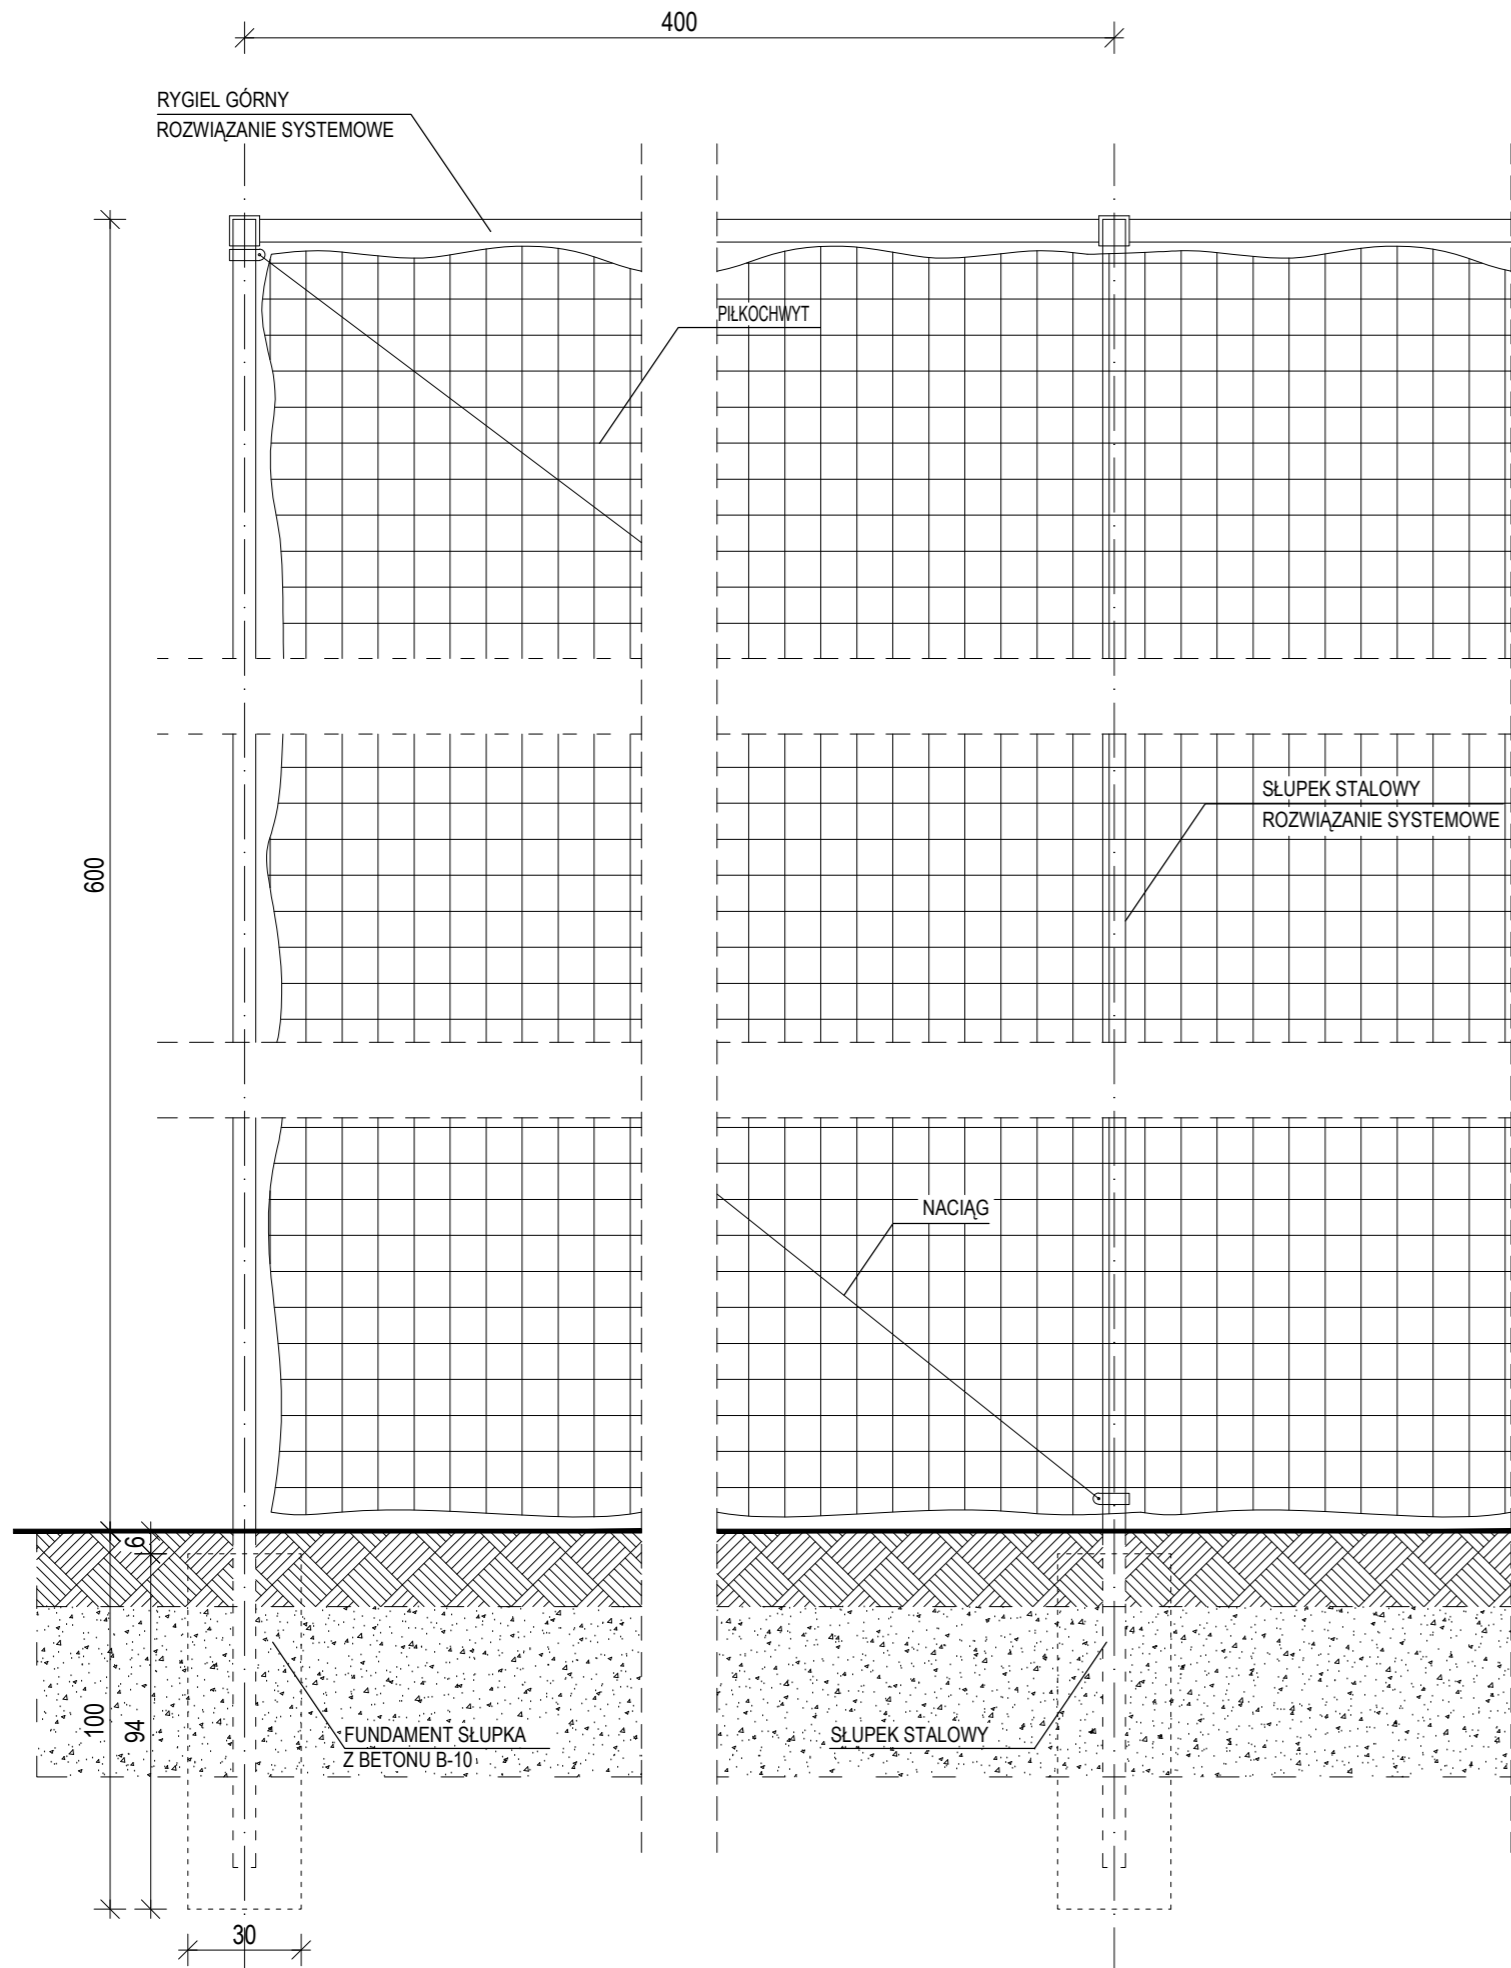 400
RYGIEL GÓRNY
ROZWIĄZANIE SYSTEMOWE
PIŁKOCHWYT
SŁUPEK STALOWY
ROZWIĄZANIE SYSTEMOWE
600
NACIĄG
6
100
94
FUNDAMENT SŁUPKA
Z BETONU B-10
SŁUPEK STALOWY
30